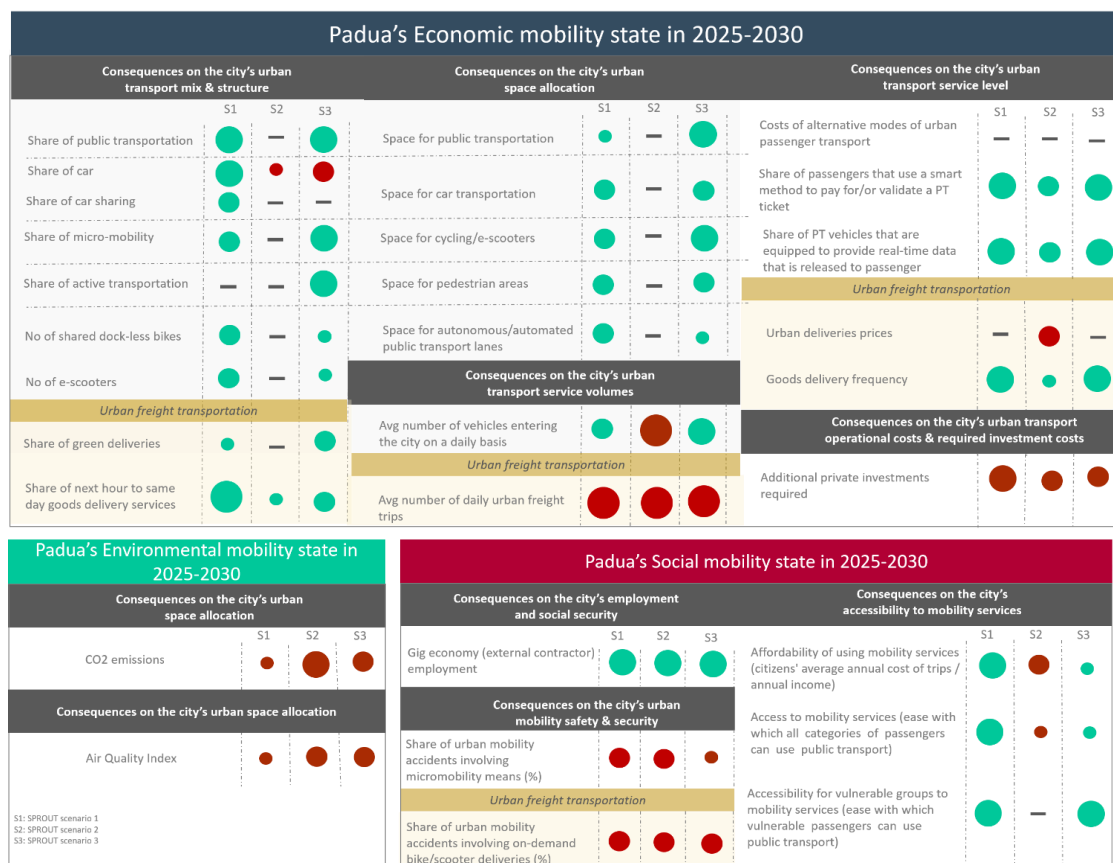 Padua's Economic mobility state in 2025-2030
Consequences on the city's urban
transport mix & structure
S1 S2 S3
Share of public transportation
Share of car
Share of car sharing
Share of micro-mobility
Share of active transportation
No of shared dock-less bikes
No of e-scooters
Urban freight transportation
Share of green deliveries
Share of next hour to same
day goods delivery services
Consequences on the city's urban
space allocation
S1 S2 S3
Space for public transportation
Space for car transportation
Space for cycling/e-scooters
Space for pedestrian areas
Space for autonomous/automated
public transport lanes
Consequences on the city's urban
transport service volumes
Avg number of vehicles entering
the city on a daily basis
Urban freight transportation
Avg number of daily urban freight
trips
Consequences on the city's urban
transport service level
S1 S2 S3
Costs of alternative modes of urban
passenger transport
Share of passengers that use a smart
method to pay for/or validate a PT
ticket
Share of PT vehicles that are
equipped to provide real-time data
that is released to passenger
Urban freight transportation
Urban deliveries prices
Goods delivery frequency
Consequences on the city's urban transport
operational costs & required investment costs
Additional private investments
required
Padua's Environmental mobility state in
2025-2030
Consequences on the city's urban
space allocation
S1 S2 S3
CO2 emissions
Consequences on the city's urban space allocation
Air Quality Index
S1: SPROUT scenario 1
S2: SPROUT scenario 2
S3: SPROUT scenario 3
Padua's Social mobility state in 2025-2030
Consequences on the city's employment
and social security
S1 S2 S3
Gig economy (external contractor)
employment
Consequences on the city's urban
mobility safety & security
Share of urban mobility
accidents involving
micromobility means (%)
Urban freight transportation
Share of urban mobility
accidents involving on-demand
bike/scooter deliveries (%)
Consequences on the city's
accessibility to mobility services
S1 S2 S3
Affordability of using mobility services
(citizens' average annual cost of trips /
annual income)
Access to mobility services (ease with
which all categories of passengers
can use public transport)
Accessibility for vulnerable groups to
mobility services (ease with which
vulnerable passengers can use
public transport)